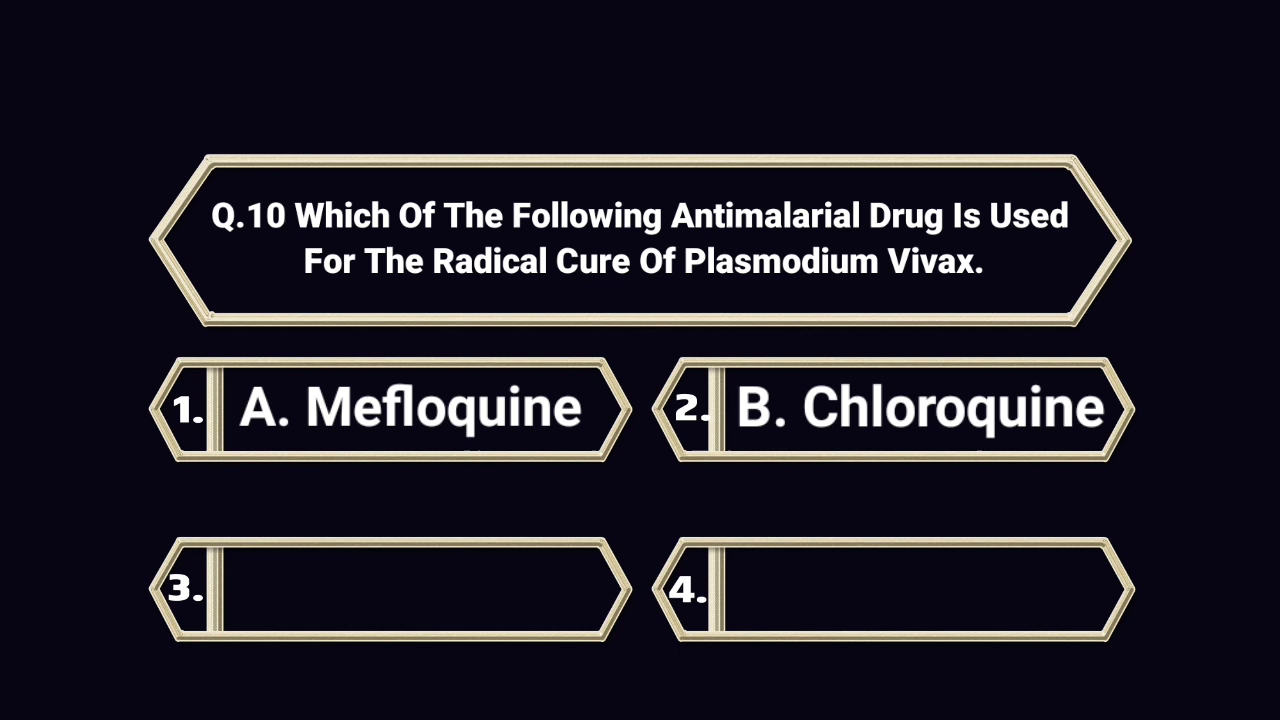 Q.10 Which Of The Following Antimalarial Drug Is Used
For The Radical Cure Of Plasmodium Vivax.
1. A. Mefloquine
2. B. Chloroquine
3.
4.